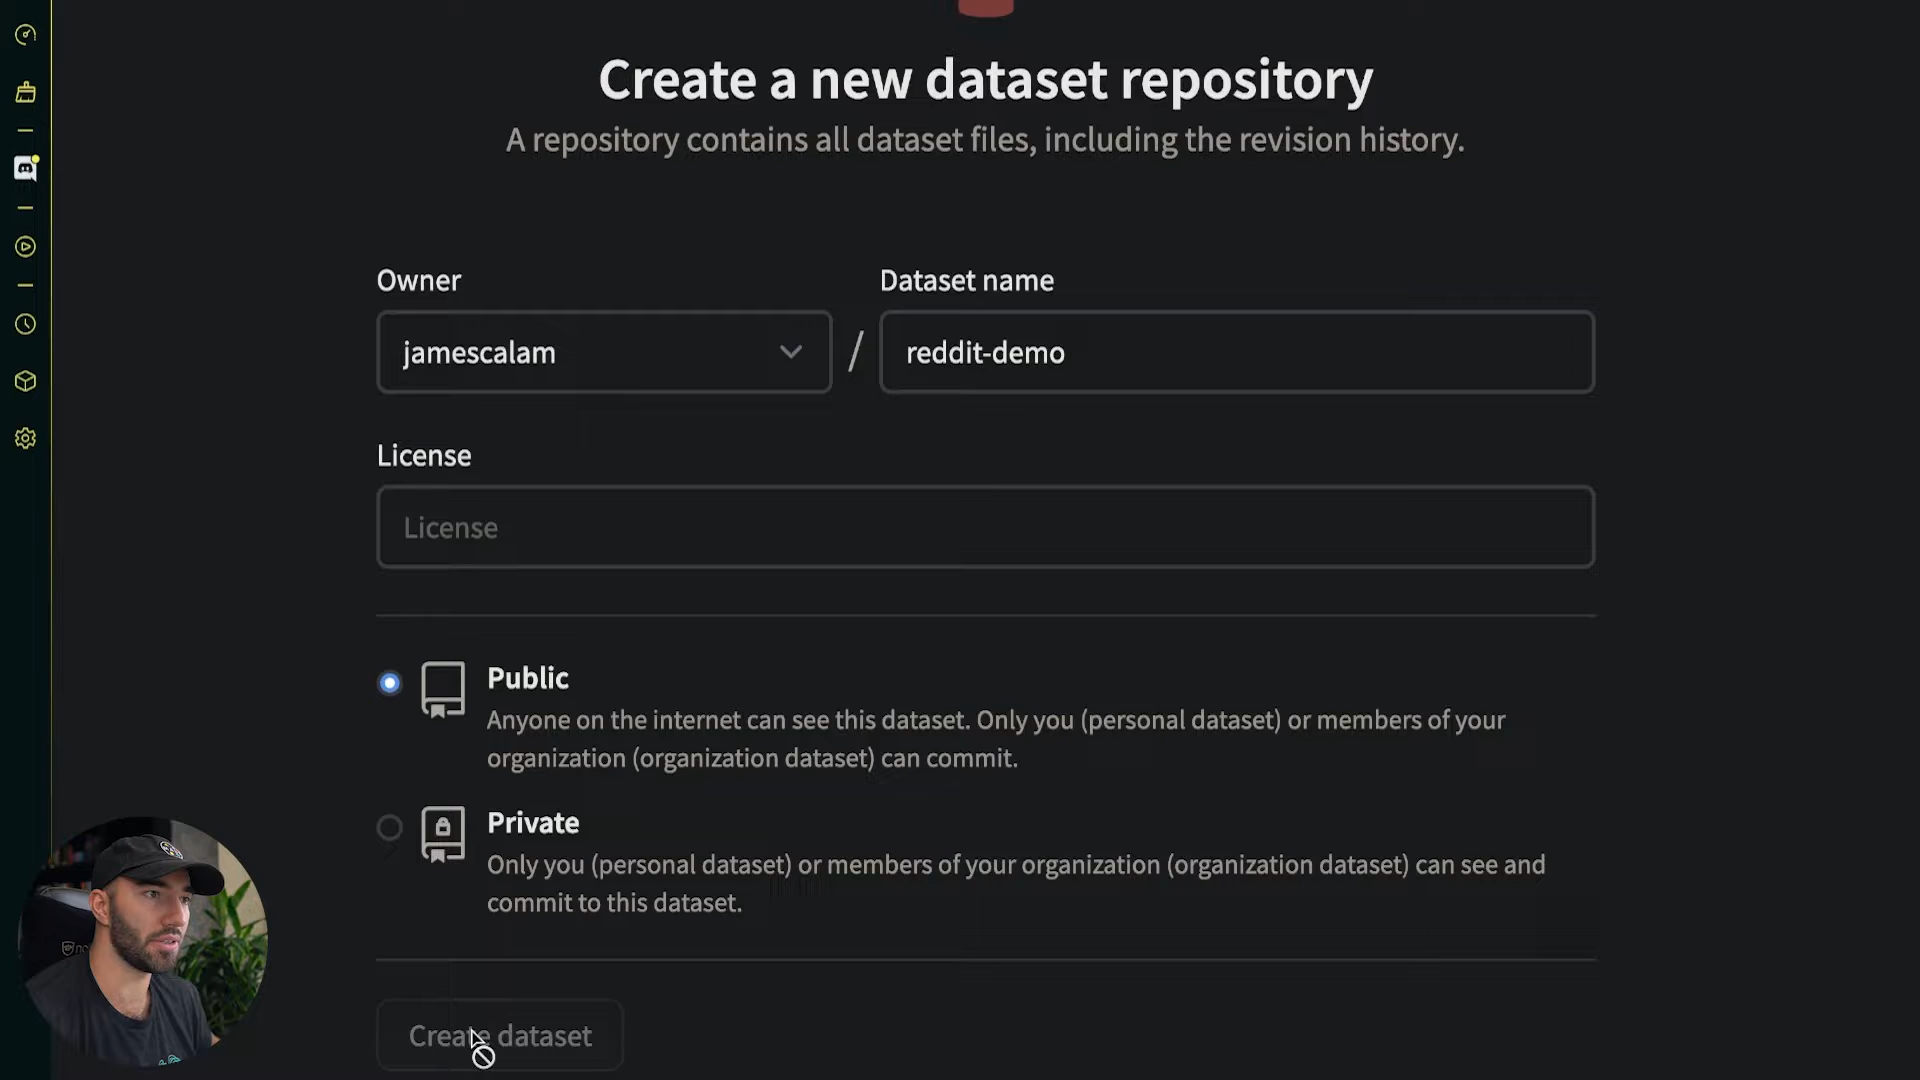 Create a new dataset repository
A repository contains all dataset files, including the revision history.
Owner
Dataset name
jamescalam
/
reddit-demo
License
License
Public
Anyone on the internet can see this dataset. Only you (personal dataset) or members of your
organization (organization dataset) can commit.
Private
Only you (personal dataset) or members of your organization (organization dataset) can see and
commit to this dataset.
Create dataset